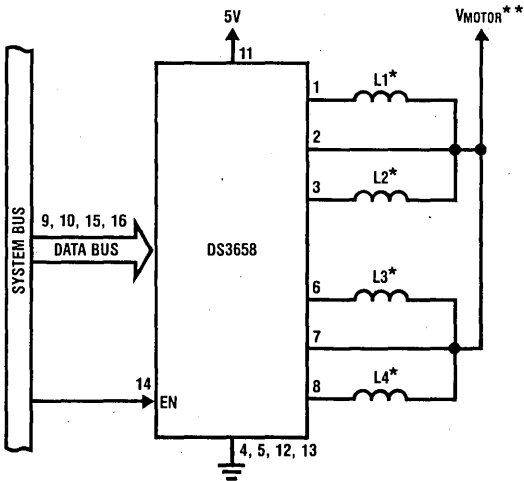 5V
VMOTOR**
11
1
L1*
2
3
L2*
9, 10, 15, 16
SYSTEM BUS
DATA BUS
DS3658
6
L3*
7
14
EN
8
L4*
4, 5, 12, 13